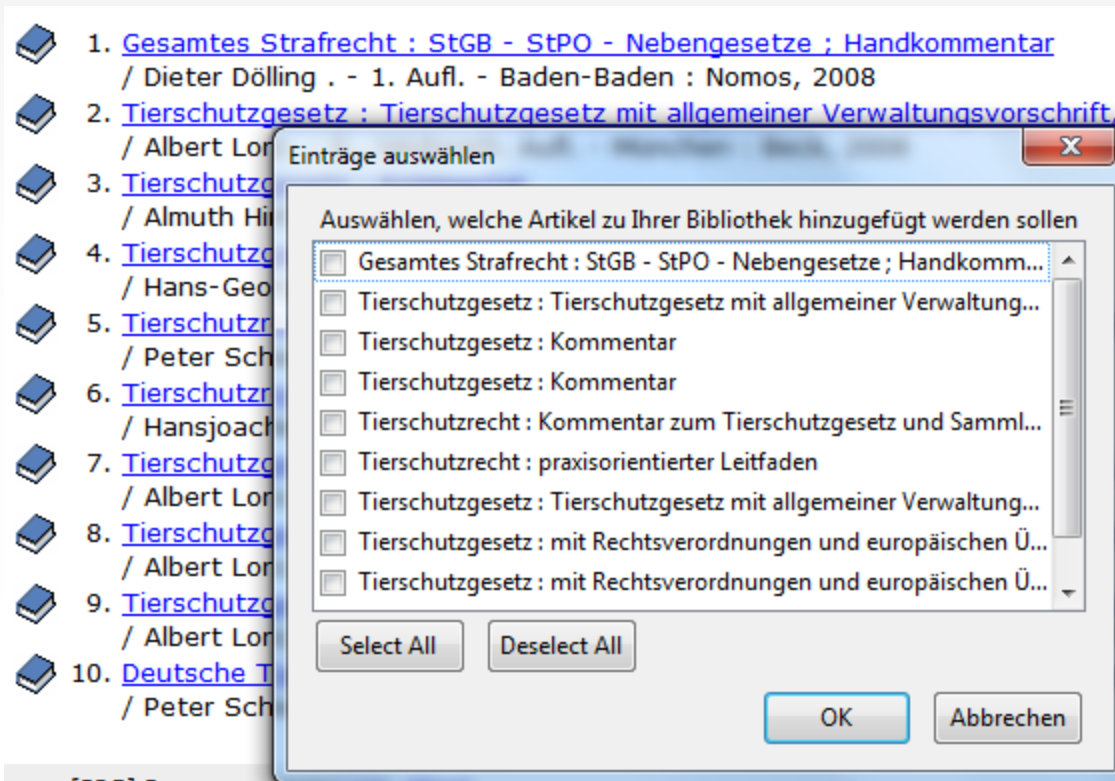 1. Gesamtes Strafrecht : StGB - StPO - Nebengesetze ; Handkommentar
/ Dieter Dölling . - 1. Aufl. - Baden-Baden : Nomos, 2008
2. Tierschutzgesetz : Tierschutzgesetz mit allgemeiner Verwaltungsvorschrift,
/ Albert Lor
3. Tierschutzg
/ Almuth Hi
4. Tierschutzg
/ Hans-Geo
5. Tierschutzr
/ Peter Sch
6. Tierschutzr
/ Hansjoach
7. Tierschutzg
/ Albert Lor
8. Tierschutzg
/ Albert Lor
9. Tierschutzg
/ Albert Lor
10. Deutsche T
/ Peter Sch
Einträge auswählen
Auswählen, welche Artikel zu Ihrer Bibliothek hinzugefügt werden sollen
Gesamtes Strafrecht : StGB - StPO - Nebengesetze ; Handkomm...
Tierschutzgesetz : Tierschutzgesetz mit allgemeiner Verwaltung...
Tierschutzgesetz : Kommentar
Tierschutzgesetz : Kommentar
Tierschutzrecht : Kommentar zum Tierschutzgesetz und Samml...
Tierschutzrecht : praxisorientierter Leitfaden
Tierschutzgesetz : Tierschutzgesetz mit allgemeiner Verwaltung...
Tierschutzgesetz : mit Rechtsverordnungen und europäischen Ü...
Tierschutzgesetz : mit Rechtsverordnungen und europäischen Ü...
Select All
Deselect All
OK
Abbrechen